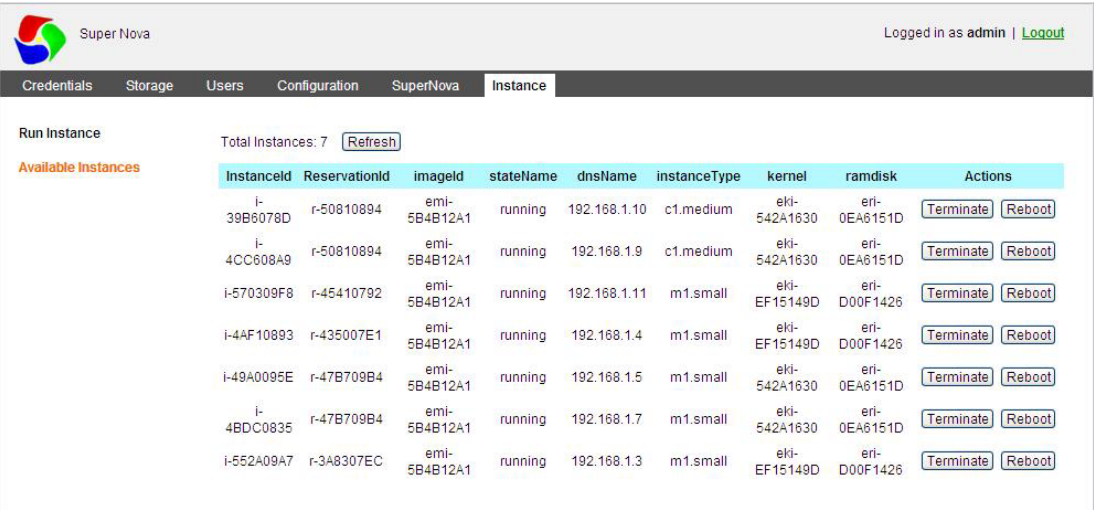 Super Nova
Logged in as admin | Logout
Credentials Storage Users Configuration SuperNova Instance
Run Instance
Total Instances: 7 Refresh
Available Instances
InstanceId ReservationId imageId stateName dnsName instanceType kernel ramdisk Actions
i-39B6078D r-50810894 emi-5B4B12A1 running 192.168.1.10 c1.medium eki-542A1630 eri-0EA6151D Terminate Reboot
i-4CC608A9 r-50810894 emi-5B4B12A1 running 192.168.1.9 c1.medium eki-542A1630 eri-0EA6151D Terminate Reboot
i-570309F8 r-45410792 emi-5B4B12A1 running 192.168.1.11 m1.small eki-EF15149D eri-D00F1426 Terminate Reboot
i-4AF10893 r-435007E1 emi-5B4B12A1 running 192.168.1.4 m1.small eki-EF15149D eri-D00F1426 Terminate Reboot
i-49A0095E r-47B709B4 emi-5B4B12A1 running 192.168.1.5 m1.small eki-542A1630 eri-0EA6151D Terminate Reboot
i-4BDC0835 r-47B709B4 emi-5B4B12A1 running 192.168.1.7 m1.small eki-542A1630 eri-0EA6151D Terminate Reboot
i-552A09A7 r-3A8307EC emi-5B4B12A1 running 192.168.1.3 m1.small eki-EF15149D eri-D00F1426 Terminate Reboot